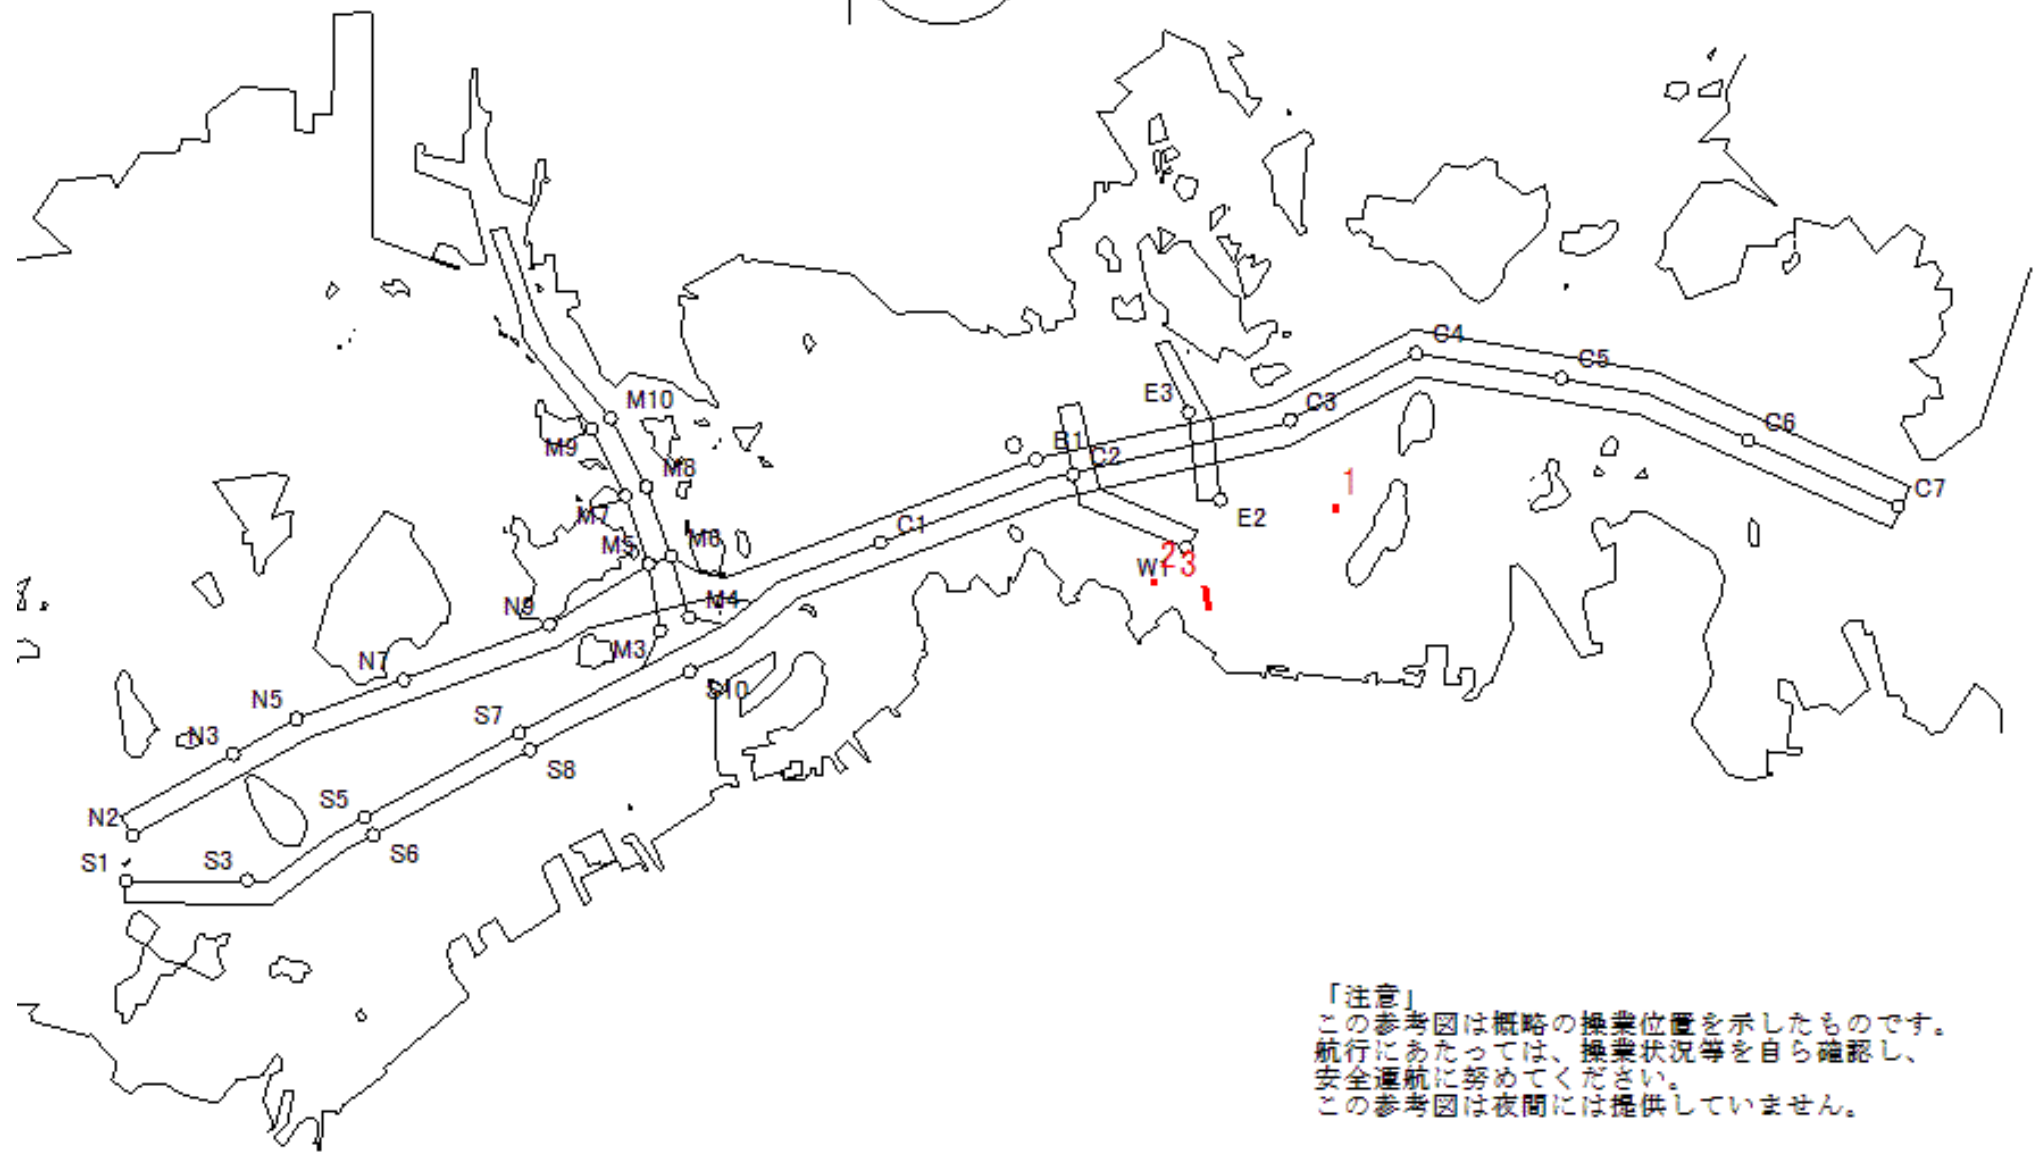 C4
C5
M10
E3
C3
C6
M9
B1
C2
M8
1
C7
M7
C1
E2
M5
M6
W1
2
3
N9
M4
M3
N7
S10
N5
S7
N3
S8
S5
N2
S6
S1
S3
「注意」
この参考図は概略の操業位置を示したものです。
航行にあたっては、操業状況等を自ら確認し、
安全運航に努めてください。
この参考図は夜間には提供していません。